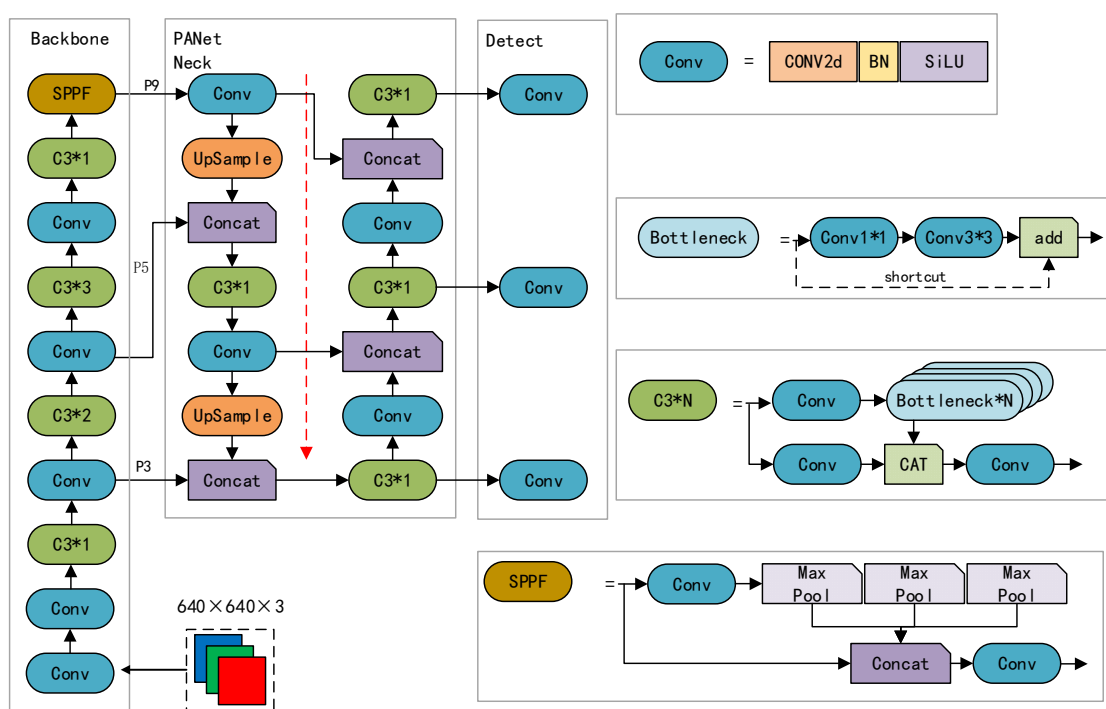 Backbone
SPPF
C3*1
Conv
C3*3
Conv
C3*2
Conv
C3*1
Conv
Conv
P9
P5
P3
640×640×3
PANet
Neck
Conv
UpSample
Concat
C3*1
Conv
UpSample
Concat
C3*1
Concat
Conv
C3*1
Concat
Conv
C3*1
Detect
Conv
Conv
Conv
Conv
=
CONV2d
BN
SiLU
Bottleneck
=
Conv1*1
Conv3*3
add
shortcut
C3*N
=
Conv
Bottleneck*N
Conv
CAT
Conv
SPPF
=
Conv
Max
Pool
Max
Pool
Max
Pool
Concat
Conv